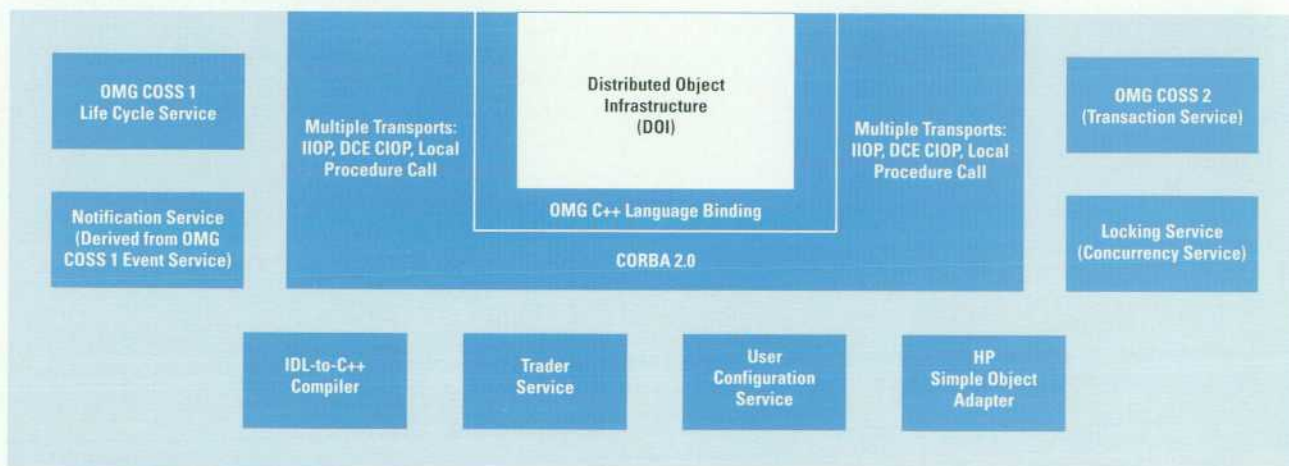 OMG COSS 1
Life Cycle Service
Notification Service
(Derived from OMG
COSS 1 Event Service)
Multiple Transports:
IIOP, DCE CIOP, Local
Procedure Call
Distributed Object
Infrastructure
(DOI)
OMG C++ Language Binding
CORBA 2.0
Multiple Transports:
IIOP, DCE CIOP, Local
Procedure Call
OMG COSS 2
(Transaction Service)
Locking Service
(Concurrency Service)
IDL-to-C++
Compiler
Trader
Service
User
Configuration
Service
HP
Simple Object
Adapter